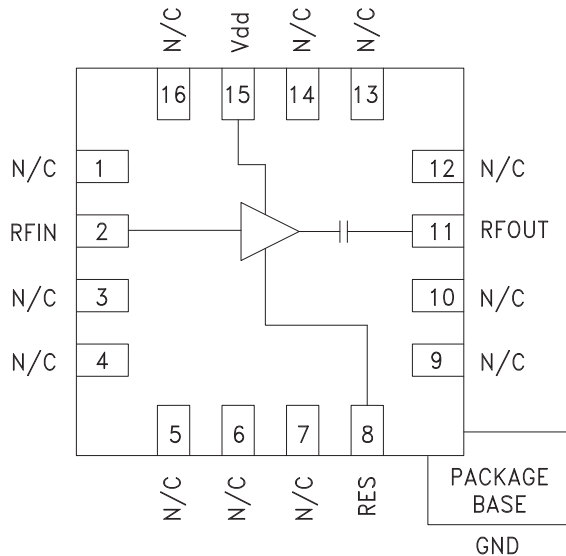 N/C
Vdd
N/C
N/C
16
15
14
13
N/C
1
12
N/C
RFIN
2
11
RFOUT
N/C
3
10
N/C
N/C
4
9
N/C
5
6
7
8
N/C
N/C
N/C
RES
PACKAGE
BASE
GND